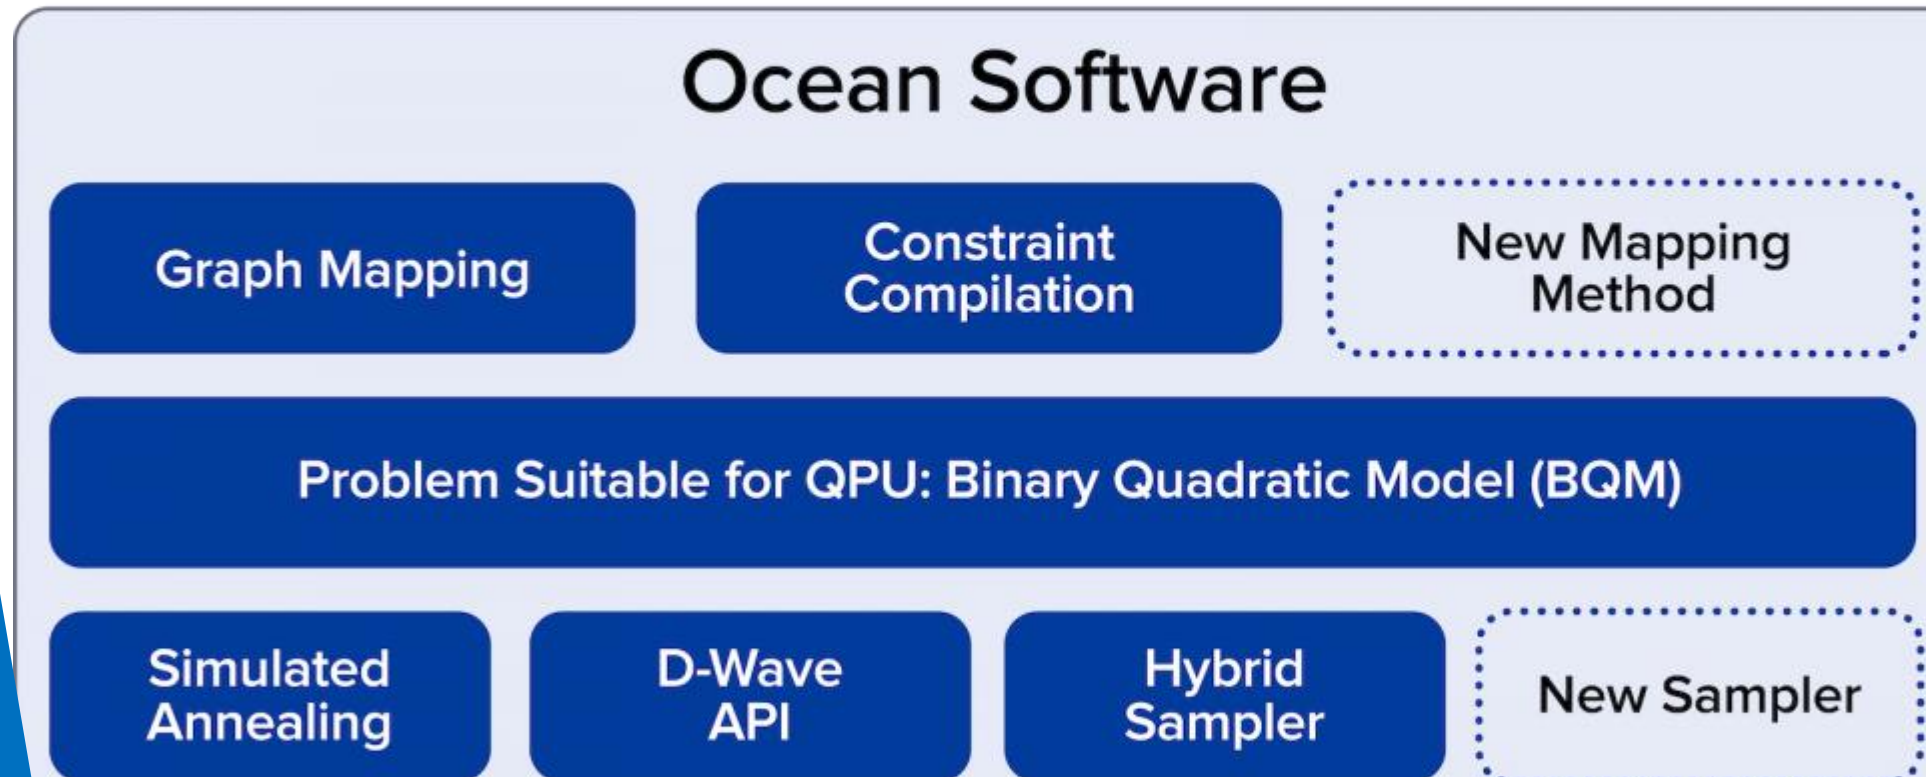 Ocean Software
Graph Mapping
Constraint
Compilation
New Mapping
Method
Problem Suitable for QPU: Binary Quadratic Model (BQM)
Simulated
Annealing
D-Wave
API
Hybrid
Sampler
New Sampler